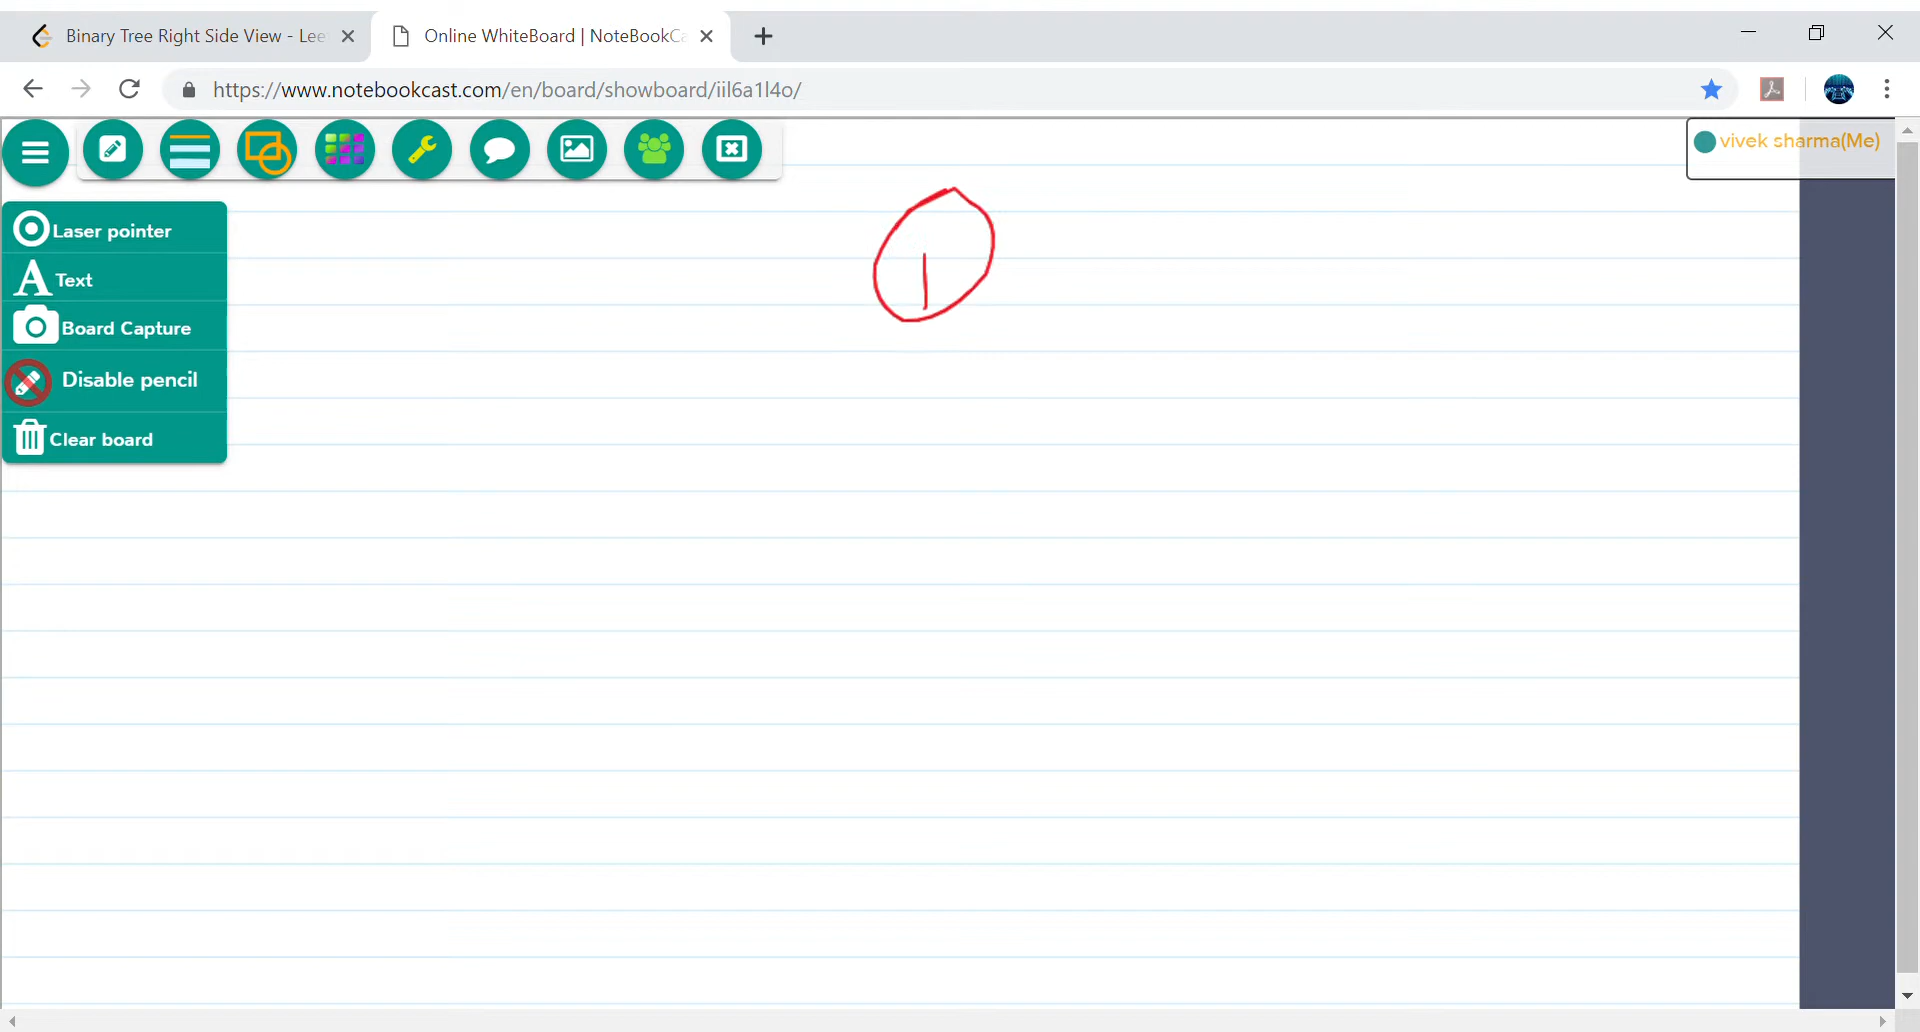 Binary Tree Right Side View - Lee
Online WhiteBoard | NoteBookCa
https://www.notebookcast.com/en/board/showboard/iil6a1l4o/
vivek sharma(Me)
Laser pointer
Text
Board Capture
Disable pencil
Clear board
1